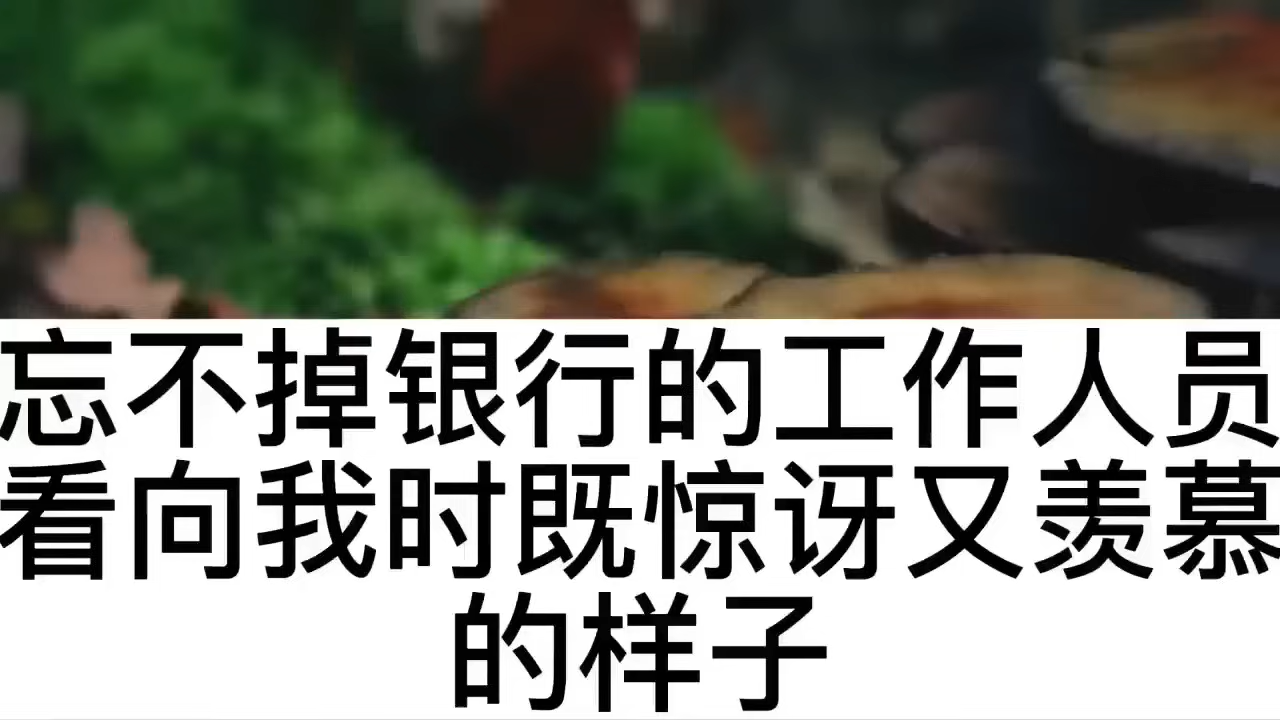 忘不掉银行的工作人员
看向我时既惊讶又羡慕
的样子